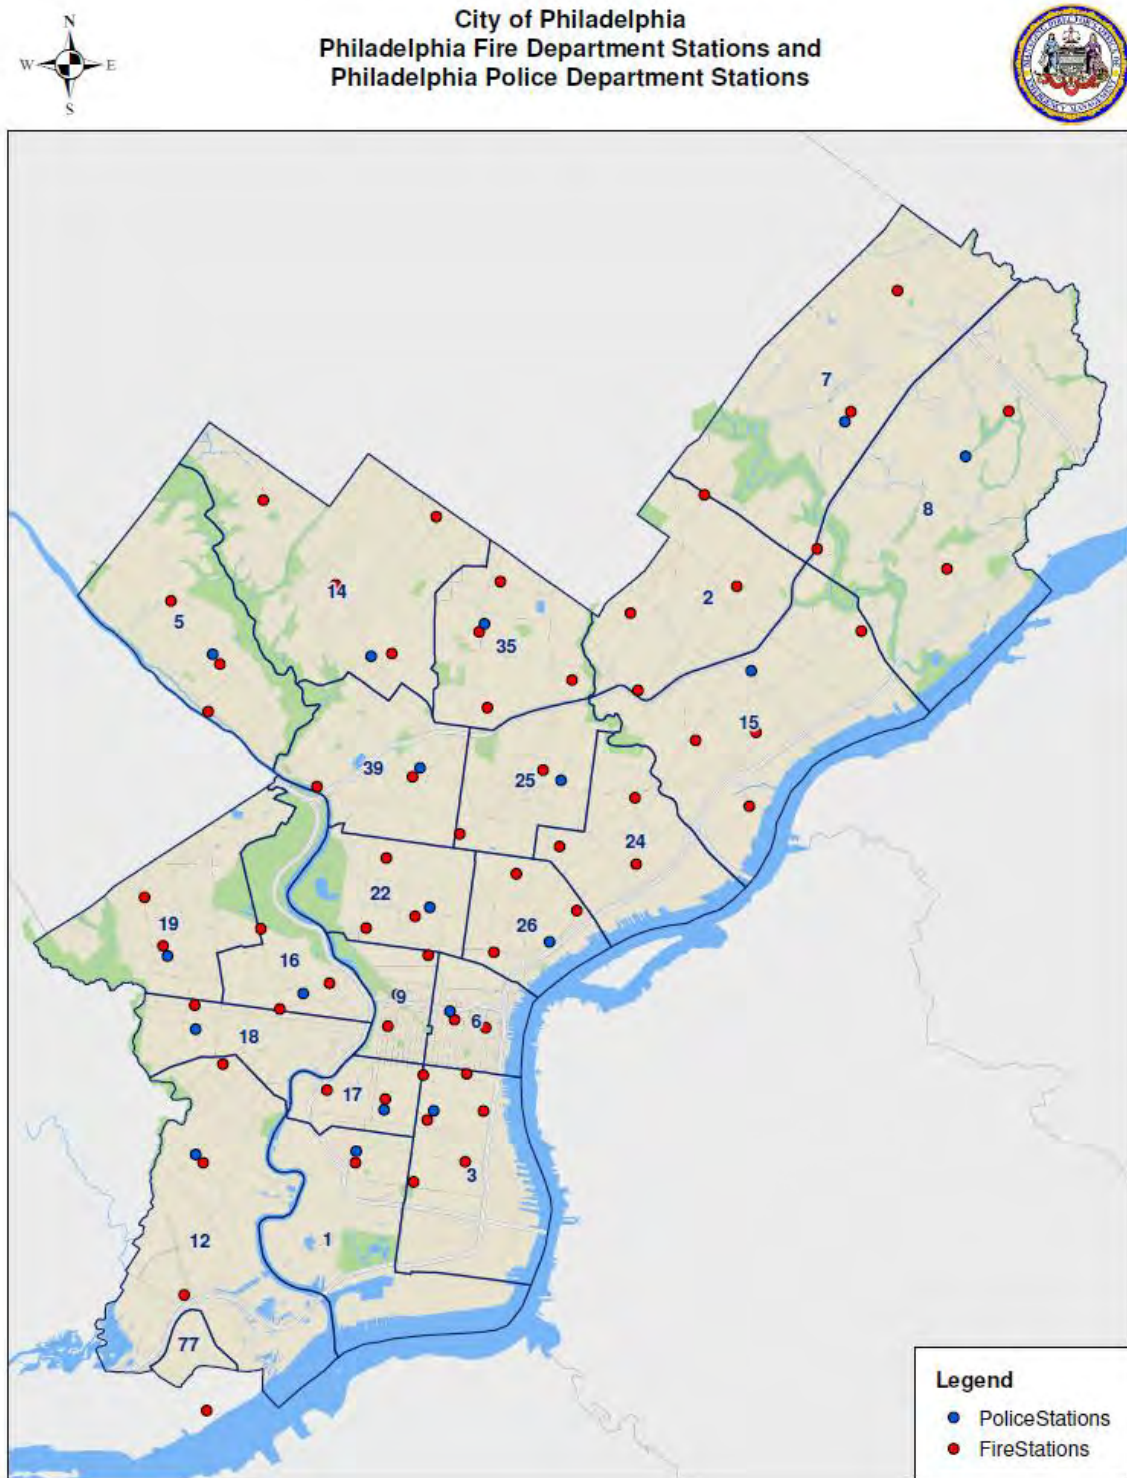 City of Philadelphia
Philadelphia Fire Department Stations and
Philadelphia Police Department Stations
N
W E
S
7
8
14
2
5
35
15
39
25
24
22
26
19
16
9
6
18
17
3
12
1
77
Legend
PoliceStations
FireStations